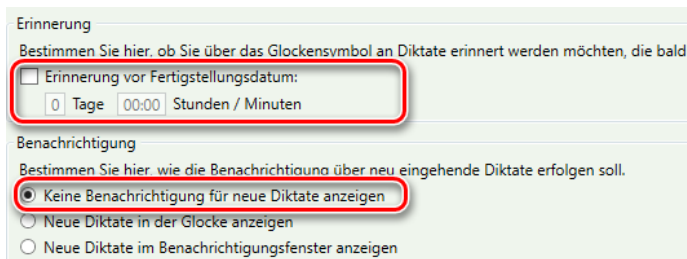 Erinnerung
Bestimmen Sie hier, ob Sie über das Glockensymbol an Diktate erinnert werden möchten, die bald
Erinnerung vor Fertigstellungsdatum:
0 Tage 00:00 Stunden / Minuten
Benachrichtigung
Bestimmen Sie hier, wie die Benachrichtigung über neu eingehende Diktate erfolgen soll.
Keine Benachrichtigung für neue Diktate anzeigen
Neue Diktate in der Glocke anzeigen
Neue Diktate im Benachrichtigungsfenster anzeigen